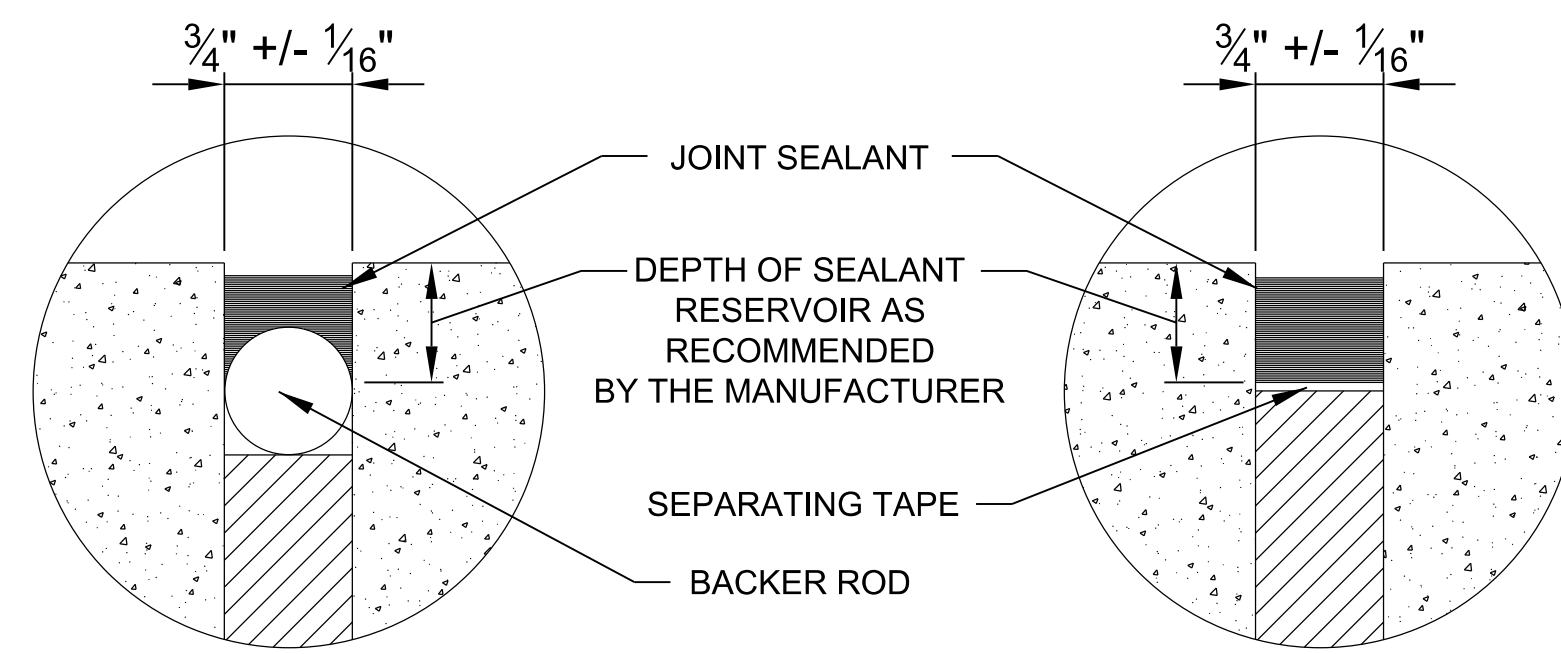 3/4" +/- 1/16"
3/4" +/- 1/16"
JOINT SEALANT
DEPTH OF SEALANT
RESERVOIR AS
RECOMMENDED
BY THE MANUFACTURER
SEPARATING TAPE
BACKER ROD